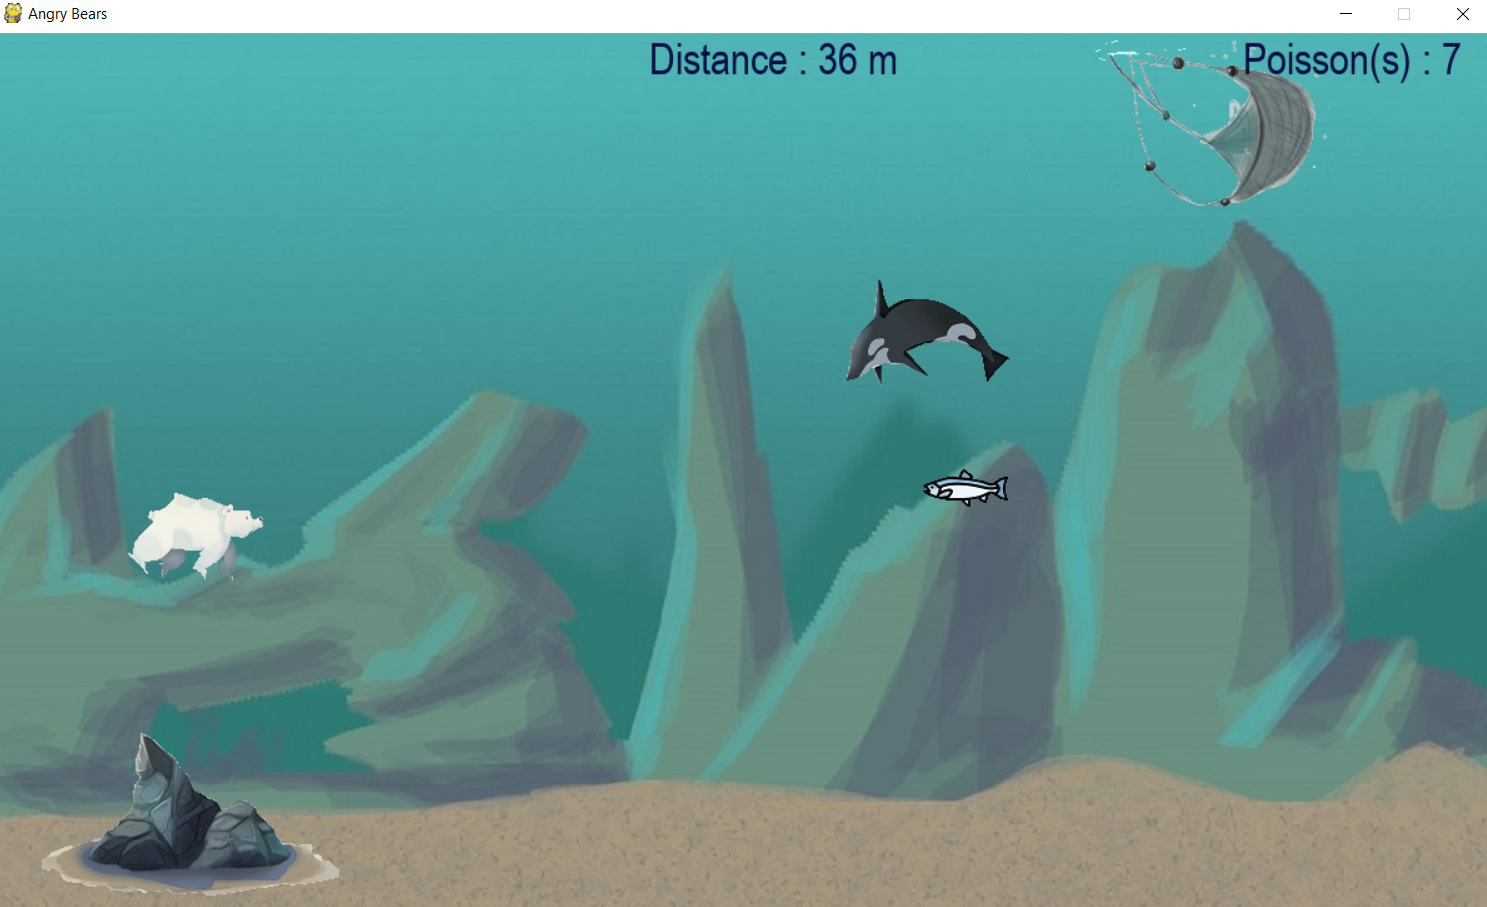 Angry Bears
Distance : 36 m
Poisson(s) : 7